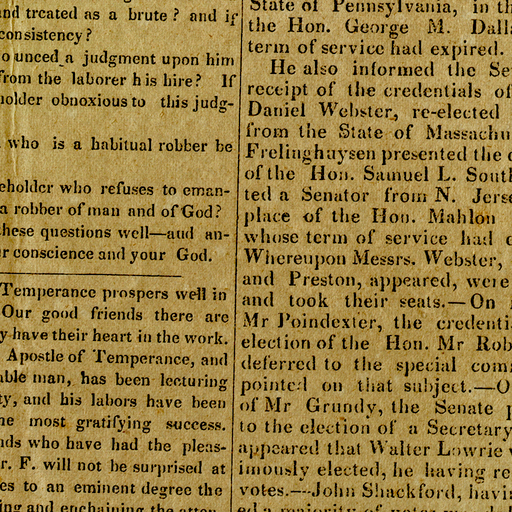 and treated as a brute? and if
consistency?
ounced a judgment upon him
from the laborer his hire? If
holder obnoxious to this judg-
who is a habitual robber be
eholder who refuses to eman-
a robber of man and of God?
hese questions well—and an-
r conscience and your God.
Temperance prospers well in
Our good friends there are
y have their heart in the work.
Apostle of Temperance, and
able man, has been lecturing
ty, and his labors have been
he most gratifying success.
nds who have had the pleas-
r. F. will not be surprised at
es to an eminent degree the
ing and enchaining the atten-
State of Pennsylvania, in th
the Hon. George M. Dalla
term of service had expired.
He also informed the Se
receipt of the credentials of
Daniel Webster, re-elected
from the State of Massachu
Frelinghuysen presented the c
of the Hon. Samuel L. South
ted a Senator from N. Jerse
place of the Hon. Mahlon
whose term of service had e
Whereupon Messrs. Webster,
and Preston, appeared, were
and took their seats.—On
Mr Poindexter, the credenti
election of the Hon. Mr Rob
deferred to the special com
pointed on that subject.—O
of Mr Grundy, the Senate p
to the election of a Secretary
appeared that Walter Lowrie w
imously elected, he having re
votes.—John Shackford, havi
ed a majority of votes